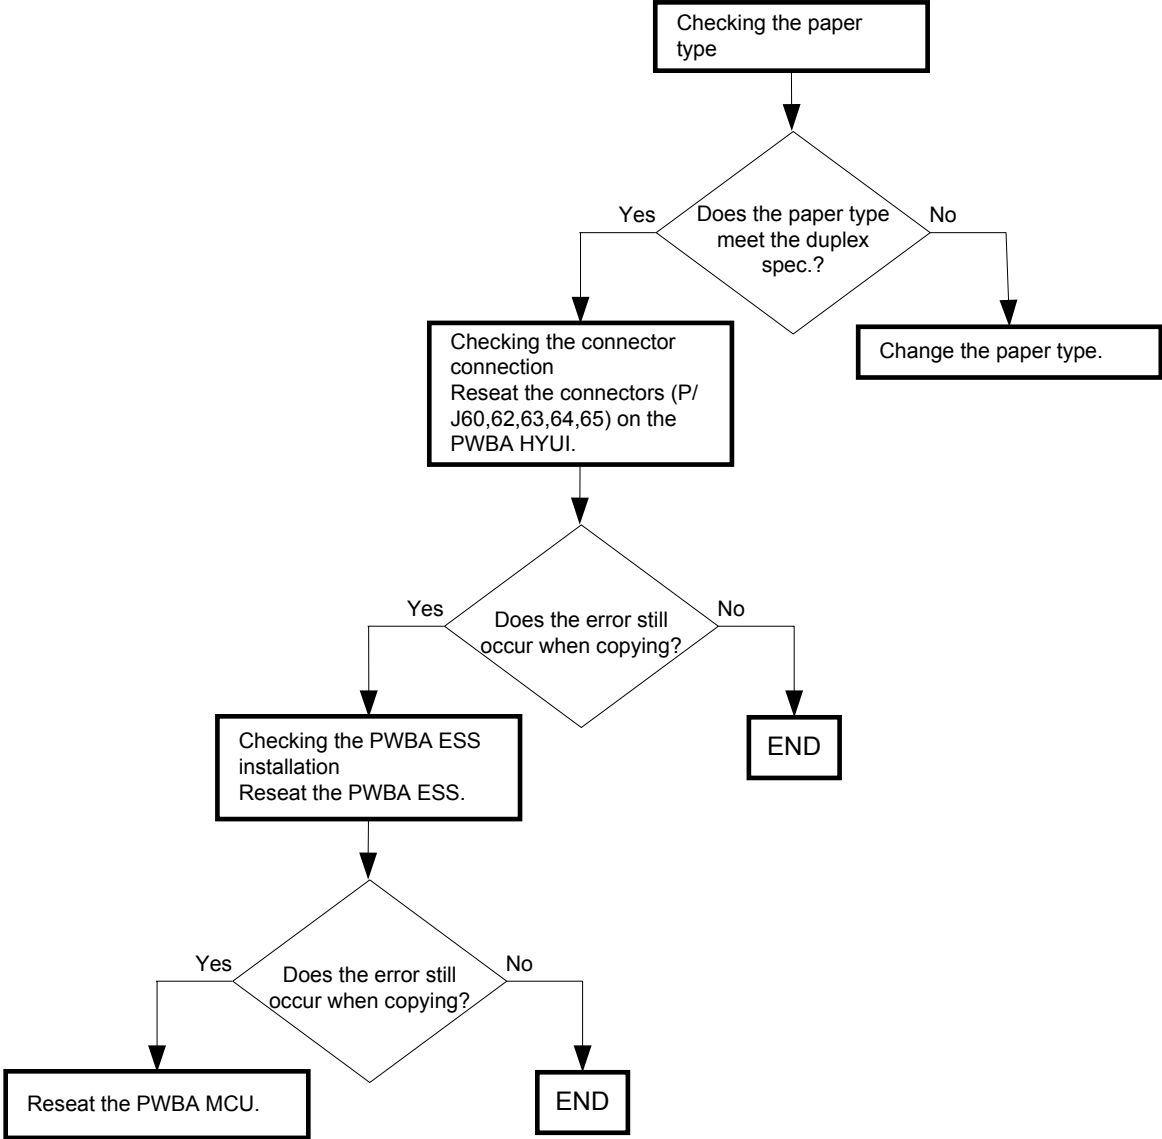 Checking the paper
type
Yes
Does the paper type
meet the duplex
spec.?
No
Checking the connector
connection
Reseat the connectors (P/
J60,62,63,64,65) on the
PWBA HYUI.
Change the paper type.
Yes
Does the error still
occur when copying?
No
Checking the PWBA ESS
installation
Reseat the PWBA ESS.
END
Yes
Does the error still
occur when copying?
No
Reseat the PWBA MCU.
END